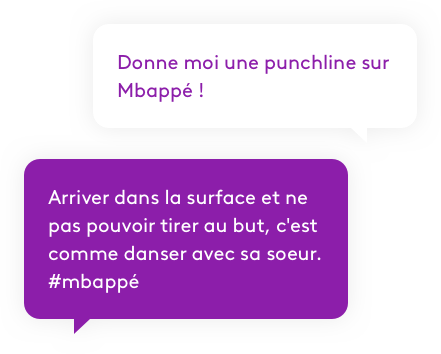 Donne moi une punchline sur
Mbappé !
Arriver dans la surface et ne
pas pouvoir tirer au but, c'est
comme danser avec sa soeur.
#mbappé